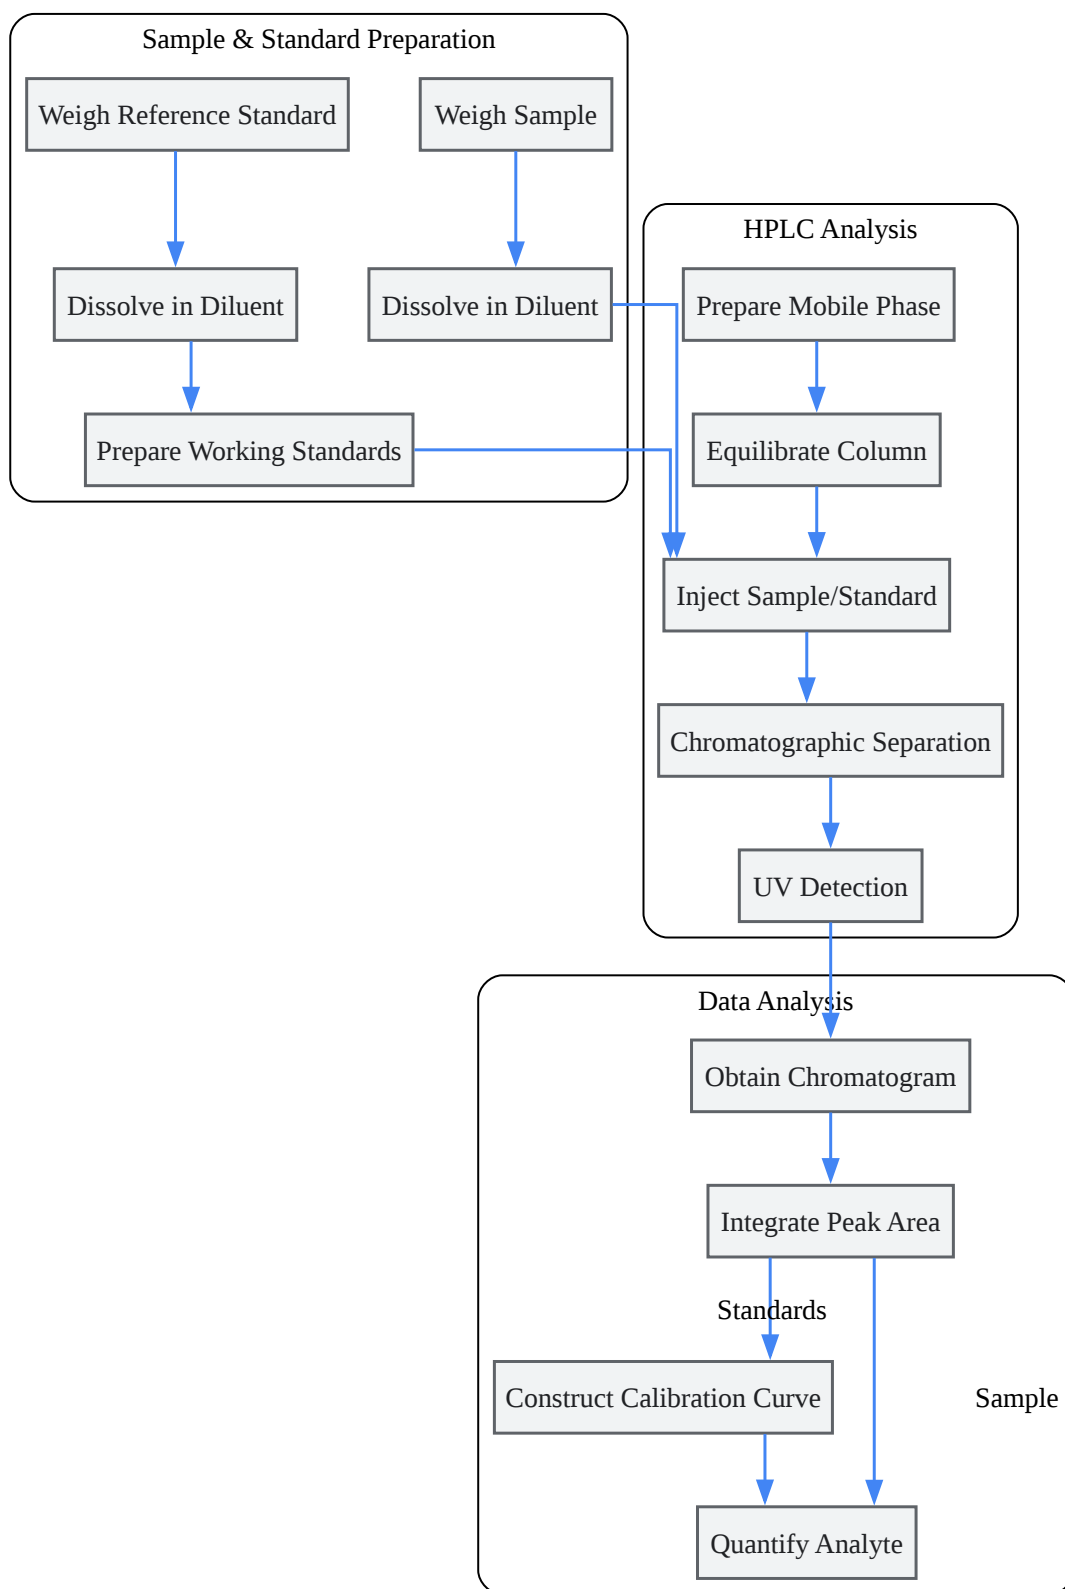 Sample & Standard Preparation
Weigh Reference Standard
Weigh Sample
Dissolve in Diluent
Dissolve in Diluent
Prepare Working Standards
HPLC Analysis
Prepare Mobile Phase
Equilibrate Column
Inject Sample/Standard
Chromatographic Separation
UV Detection
Data Analysis
Obtain Chromatogram
Integrate Peak Area
Standards
Construct Calibration Curve
Sample
Quantify Analyte